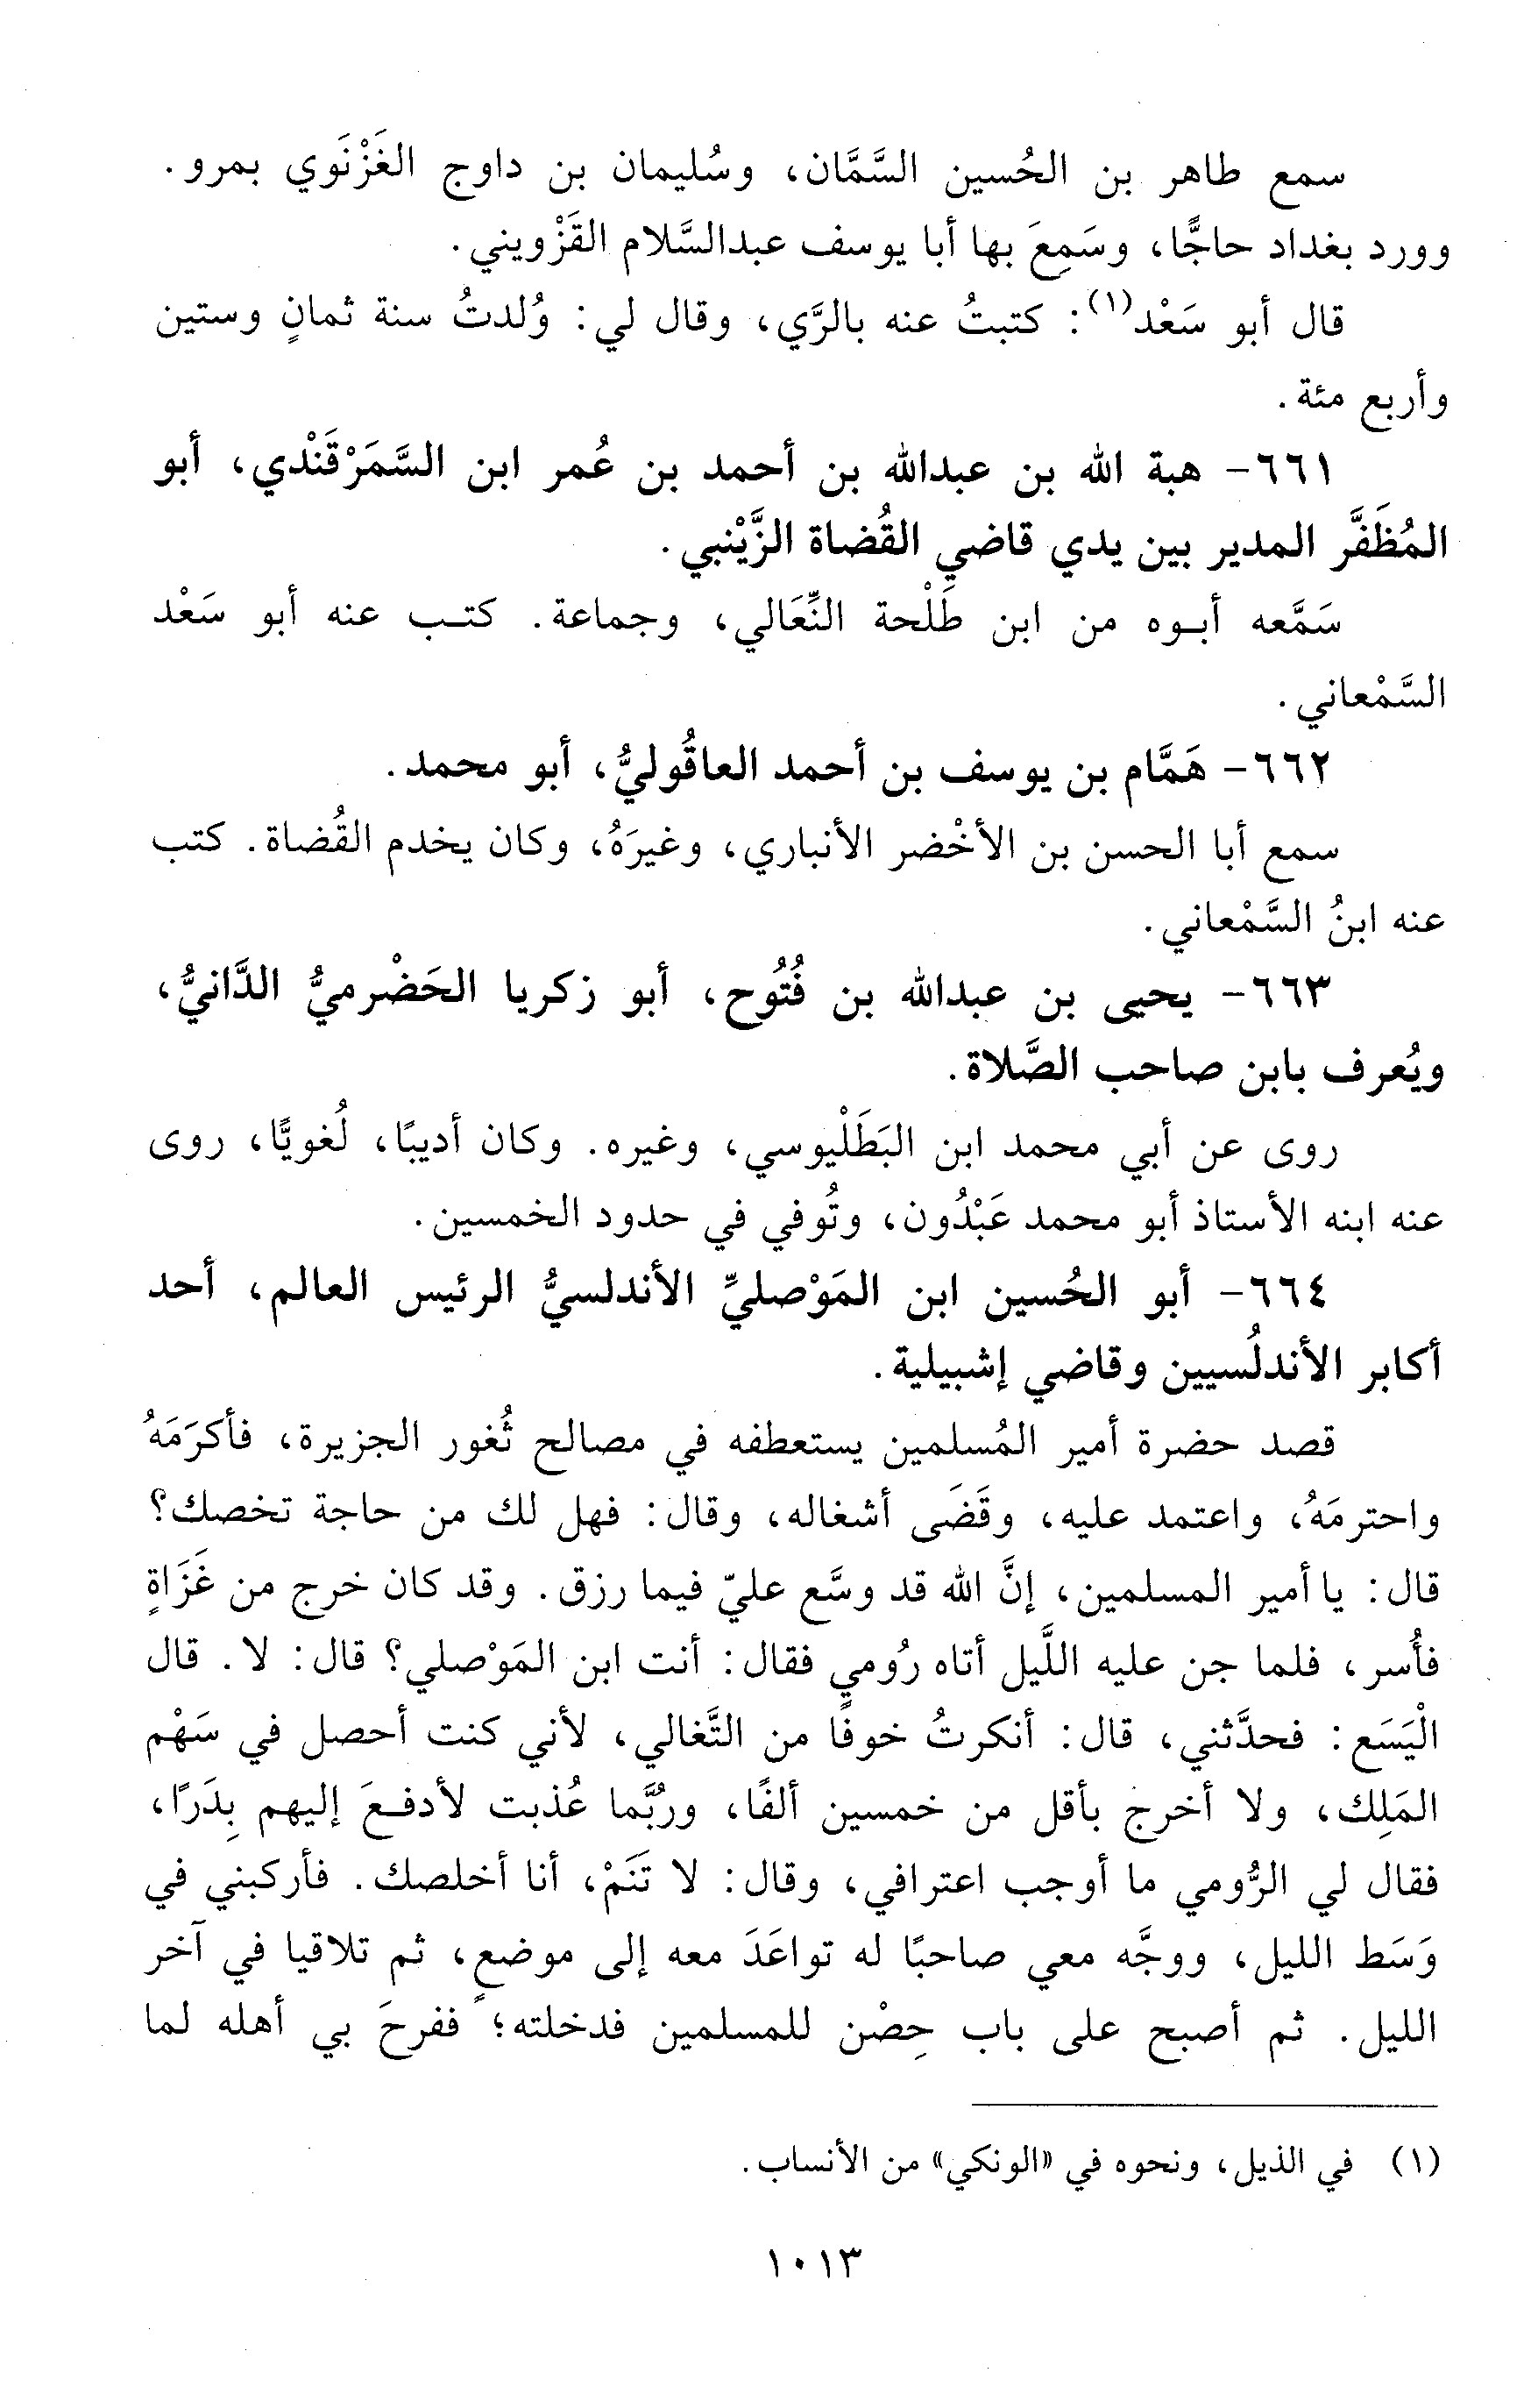 سمع طاهر بن الحُسين السَّمَّان، وسُليمان بن داوج الغَزْنَوي بمرو.
وورد بغداد حاجًّا، وسَمِعَ بها أبا يوسف عبدالسَّلام القَزْويني.
قال أبو سَعْد(١): كتبتُ عنه بالرَّي، وقال لي: وُلدتُ سنة ثمانٍ وستين
وأربع مئة.
٦٦١- هبة الله بن عبدالله بن أحمد بن عُمر ابن السَّمَرْقَنْدي، أبو
المُظَفَّر المدير بين يدي قاضي القُضاة الزَّيْنبي.
سَمَّعه أبوه من ابن طَلْحة النِّعَالي، وجماعة. كتب عنه أبو سَعْد
السَّمْعاني.
٦٦٢- هَمَّام بن يوسف بن أحمد العاقُوليُّ، أبو محمد.
سمع أبا الحسن بن الأخْضر الأنباري، وغيرَهُ، وكان يخدم القُضاة. كتب
عنه ابنُ السَّمْعاني.
٦٦٣- يحيى بن عبدالله بن فُتُوح، أبو زكريا الحَضْرميُّ الدَّانيُّ،
ويُعرف بابن صاحب الصَّلاة.
روى عن أبي محمد ابن البَطَلْيوسي، وغيره. وكان أديبًا، لُغويًّا، روى
عنه ابنه الأستاذ أبو محمد عَبْدُون، وتُوفي في حدود الخمسين.
٦٦٤- أبو الحُسين ابن المَوْصليِّ الأندلسيُّ الرئيس العالم، أحد
أكابر الأندلُسيين وقاضي إشبيلية.
قصد حضرة أمير المُسلمين يستعطفه في مصالح ثُغور الجزيرة، فأكرَمَهُ
واحترمَهُ، واعتمد عليه، وقَضَى أشغاله، وقال: فهل لك من حاجة تخصك؟
قال: يا أمير المسلمين، إنَّ الله قد وسَّع عليّ فيما رزق. وقد كان خرج من غَزَاةٍ
فأُسر، فلما جن عليه اللَّيل أتاه رُومي فقال: أنت ابن المَوْصلي؟ قال: لا. قال
الْيَسَع: فحدَّثني، قال: أنكرتُ خوفًا من التَّغالي، لأني كنت أحصل في سَهْم
المَلِك، ولا أخرج بأقل من خمسين ألفًا، ورُبَّما عُذبت لأدفعَ إليهم بِدَرًا،
فقال لي الرُّومي ما أوجب اعترافي، وقال: لا تَنَمْ، أنا أخلصك. فأركبني في
وَسَط الليل، ووجَّه معي صاحبًا له تواعَدَ معه إلى موضعٍ، ثم تلاقيا في آخر
الليل. ثم أصبح على باب حِصْن للمسلمين فدخلته؛ ففرحَ بي أهله لما
(١) في الذيل، ونحوه في «الونكي» من الأنساب.
١٠١٣